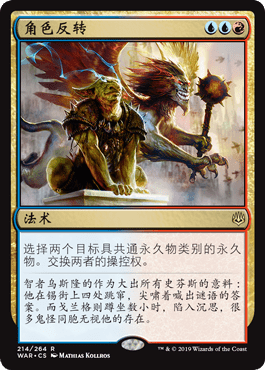 角色反转
法术
选择两个目标具共通永久物类别的永久
物。交换两者的操控权。
智者乌斯隆的作为大出所有史芬斯的意料:
他在锡街上四处跳窜,尖啸着喊出谜语的答
案。而戈兰格则蹲坐数小时,陷入沉思,很
多鬼怪同胞无视他的存在。
214/264 R
WAR • CS MATHIAS KOLLROS
™ & © 2019 Wizards of the Coast